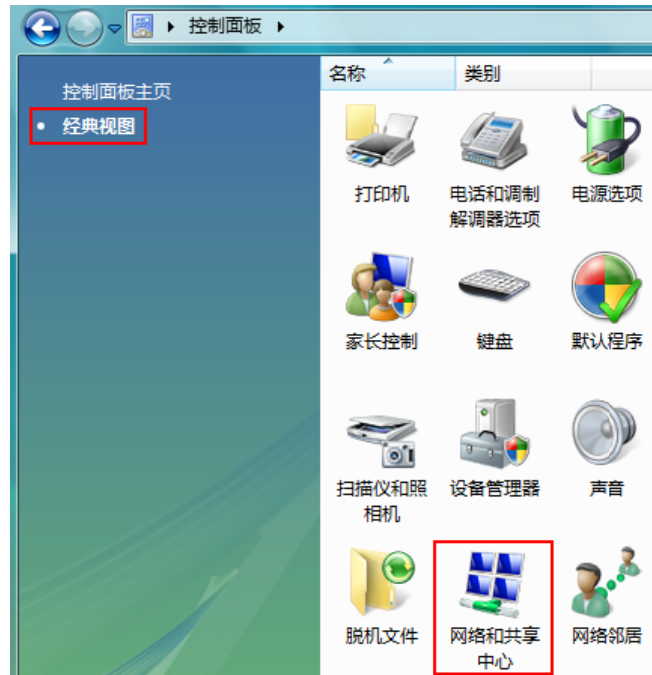 控制面板
控制面板主页
经典视图
名称 类别
打印机 电话和调制 电源选项
解调器选项
家长控制 键盘 默认程序
扫描仪和照 设备管理器 声音
相机
脱机文件 网络和共享 网络邻居
中心